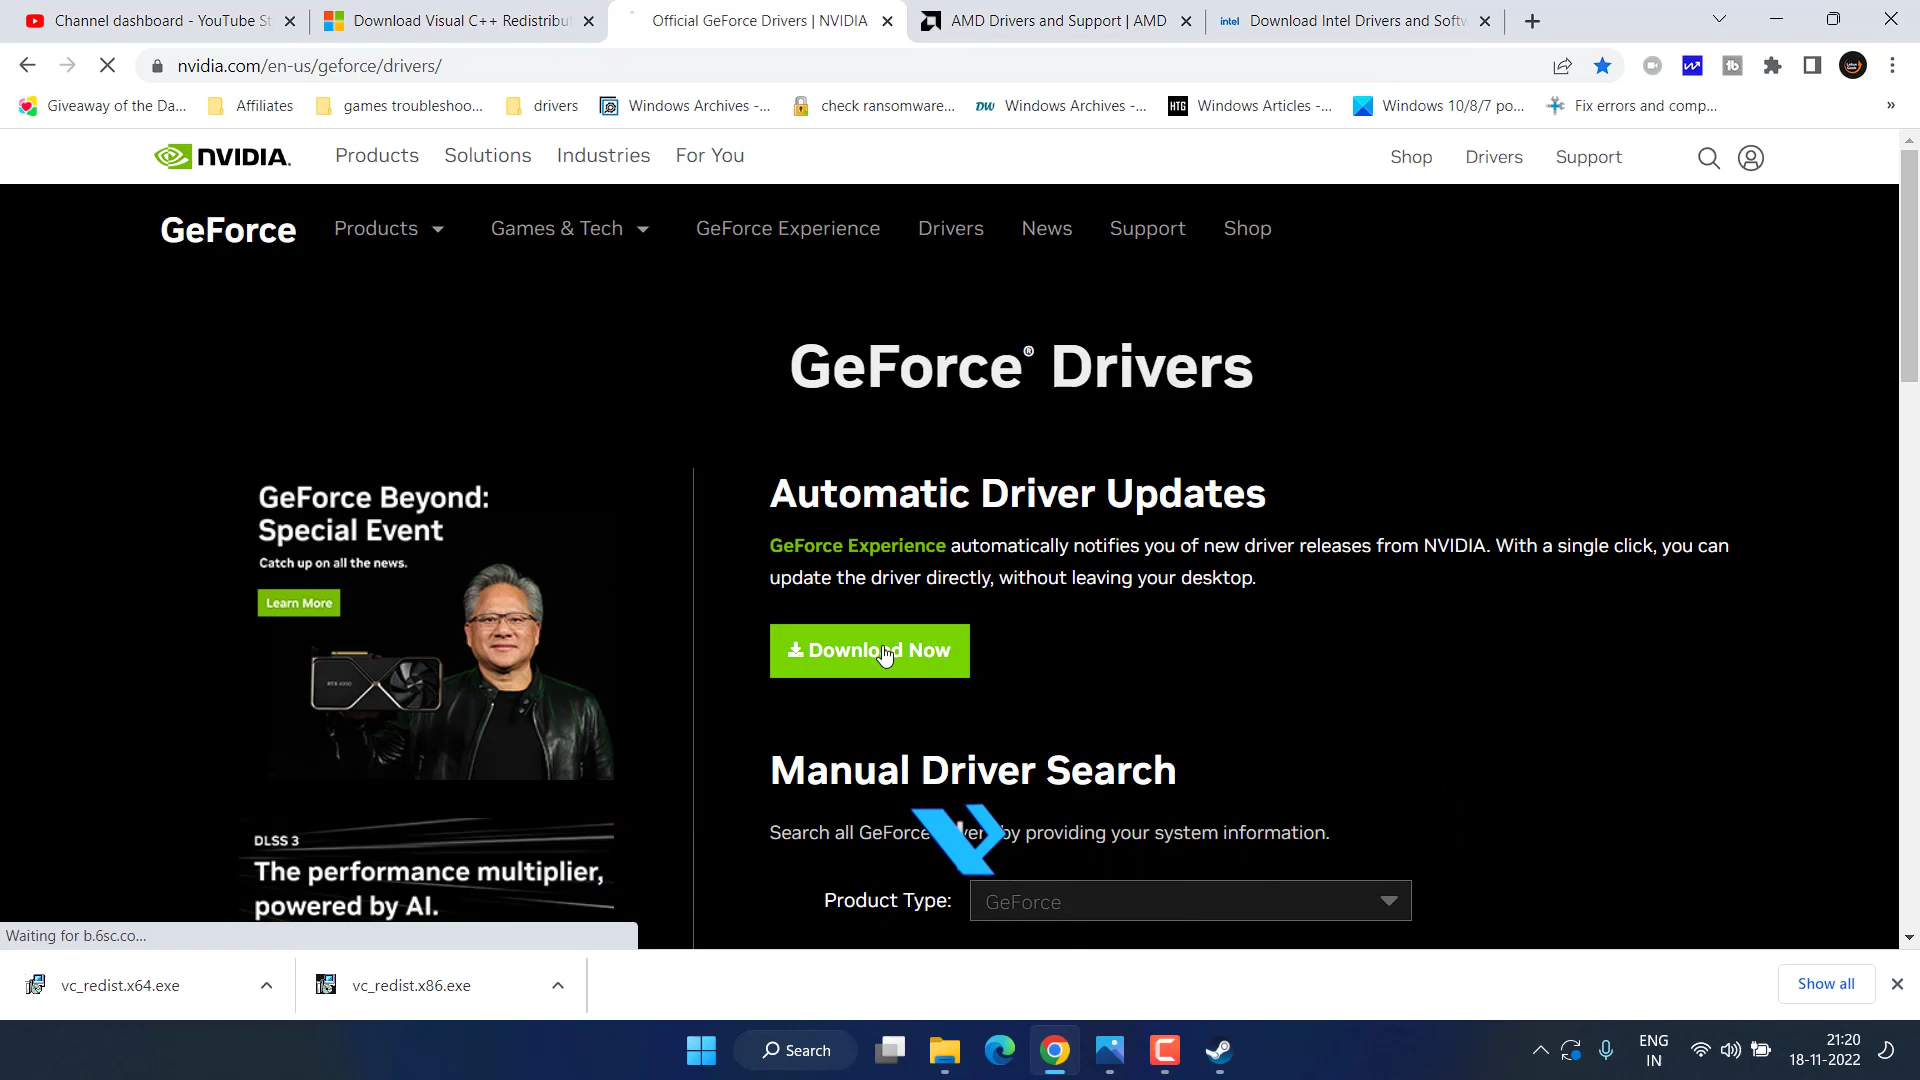 Channel dashboard - YouTube St
Download Visual C++ Redistribut
Official GeForce Drivers | NVIDIA
AMD Drivers and Support | AMD
intel
Download Intel Drivers and Softw
nvidia.com/en-us/geforce/drivers/
Giveaway of the Da...
Affiliates
games troubleshoo...
drivers
Windows Archives -...
check ransomware...
DW
Windows Archives -...
HTG
Windows Articles -...
Windows 10/8/7 po...
Fix errors and comp...
»
NVIDIA.
Products
Solutions
Industries
For You
Shop
Drivers
Support
GeForce
Products
Games & Tech
GeForce Experience
Drivers
News
Support
Shop
GeForce® Drivers
GeForce Beyond:
Special Event
Catch up on all the news.
Learn More
Automatic Driver Updates
GeForce Experience automatically notifies you of new driver releases from NVIDIA. With a single click, you can
update the driver directly, without leaving your desktop.
Download Now
Manual Driver Search
Search all GeForce by providing your system information.
Product Type:
GeForce
DLSS 3
The performance multiplier,
powered by AI.
Waiting for b.6sc.co...
vc_redist.x64.exe
vc_redist.x86.exe
Show all
Search
ENG
IN
21:20
18-11-2022